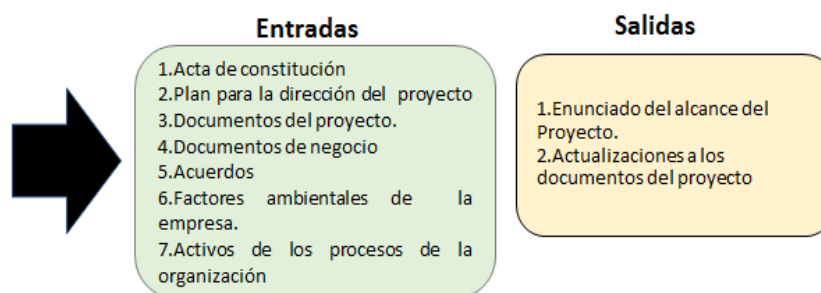 Entradas
1.Acta de constitución
2.Plan para la dirección del proyecto
3.Documentos del proyecto.
4.Documentos de negocio
5.Acuerdos
6.Factores ambientales de la
empresa.
7.Activos de los procesos de la
organización
Salidas
1.Enunciado del alcance del
Proyecto.
2.Actualizaciones a los
documentos del proyecto